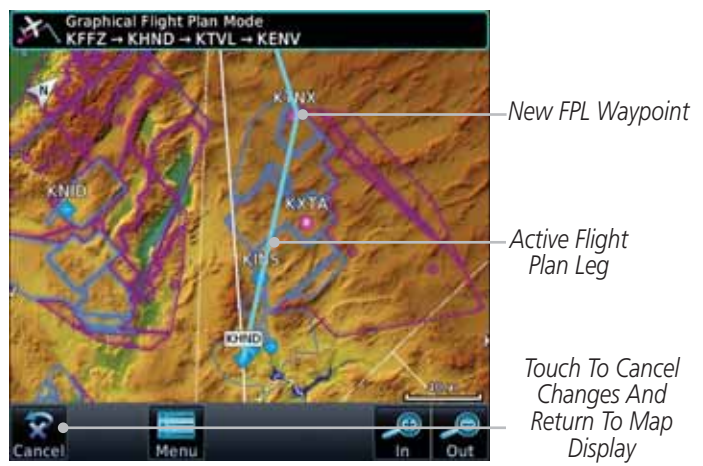 Graphical Flight Plan Mode
KFFZ → KHND → KTVL → KENV
N
KTNX
New FPL Waypoint
KNID
KXTA
Active Flight
Plan Leg
KINS
KHND
Touch To Cancel
Changes And
Return To Map
Display
Cancel
Menu
In
Out